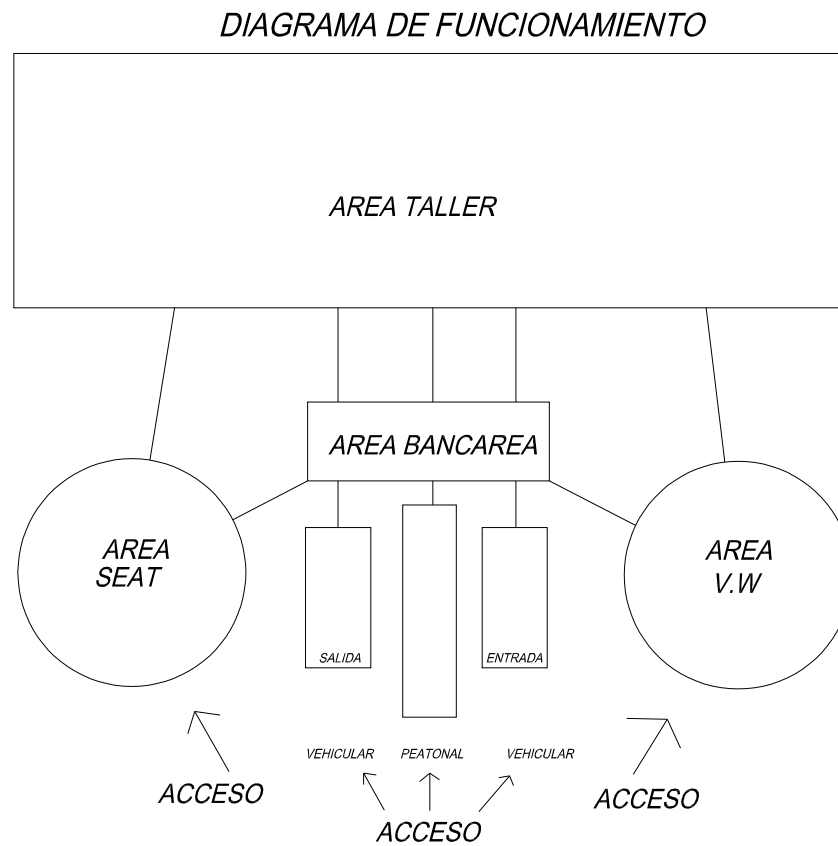 DIAGRAMA DE FUNCIONAMIENTO
AREA TALLER
AREA BANCAREA
AREA
SEAT
AREA
V.W
SALIDA
ENTRADA
VEHICULAR
PEATONAL
VEHICULAR
ACCESO
ACCESO
ACCESO